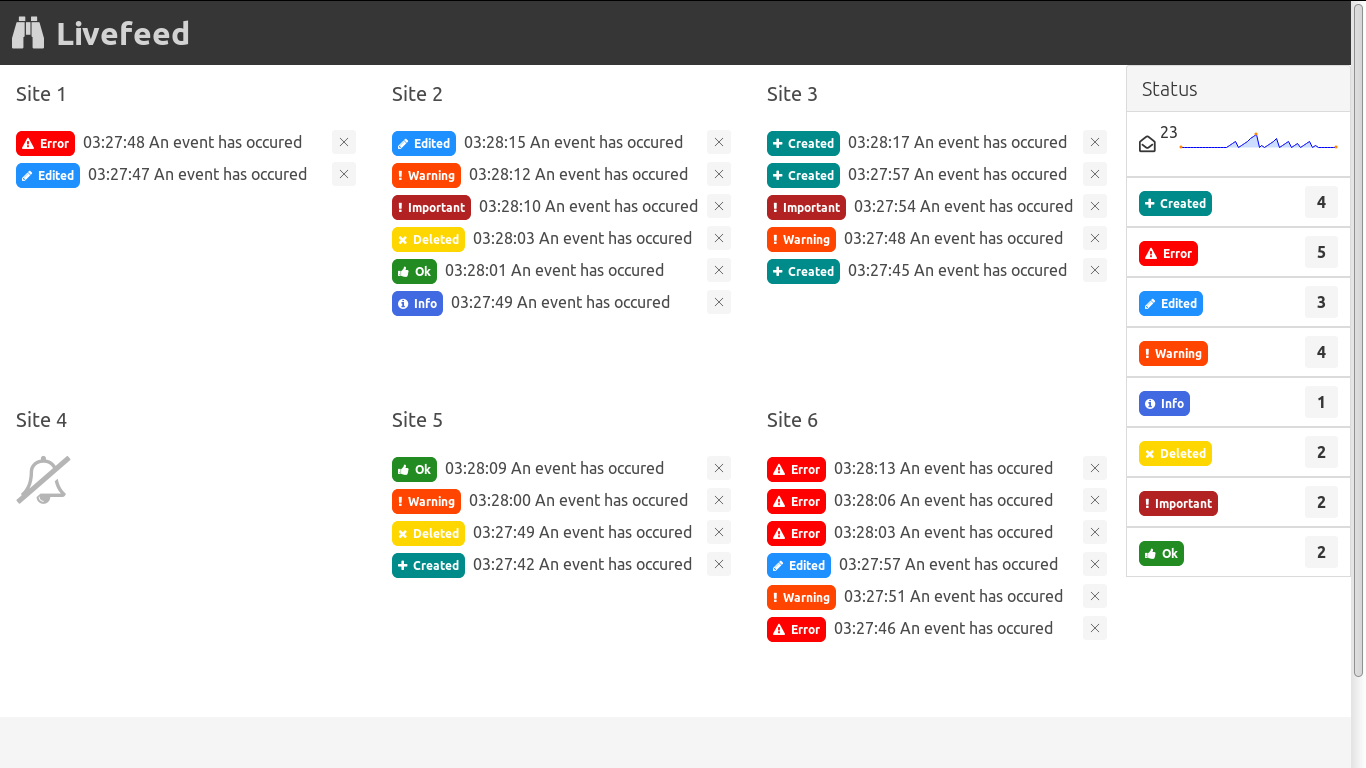 Livefeed
Site 1
Error 03:27:48 An event has occured
Edited 03:27:47 An event has occured
Site 2
Edited 03:28:15 An event has occured
Warning 03:28:12 An event has occured
Important 03:28:10 An event has occured
Deleted 03:28:03 An event has occured
Ok 03:28:01 An event has occured
Info 03:27:49 An event has occured
Site 3
Created 03:28:17 An event has occured
Created 03:27:57 An event has occured
Important 03:27:54 An event has occured
Warning 03:27:48 An event has occured
Created 03:27:45 An event has occured
Site 4
Site 5
Ok 03:28:09 An event has occured
Warning 03:28:00 An event has occured
Deleted 03:27:49 An event has occured
Created 03:27:42 An event has occured
Site 6
Error 03:28:13 An event has occured
Error 03:28:06 An event has occured
Error 03:28:03 An event has occured
Edited 03:27:57 An event has occured
Warning 03:27:51 An event has occured
Error 03:27:46 An event has occured
Status
23
Created 4
Error 5
Edited 3
Warning 4
Info 1
Deleted 2
Important 2
Ok 2